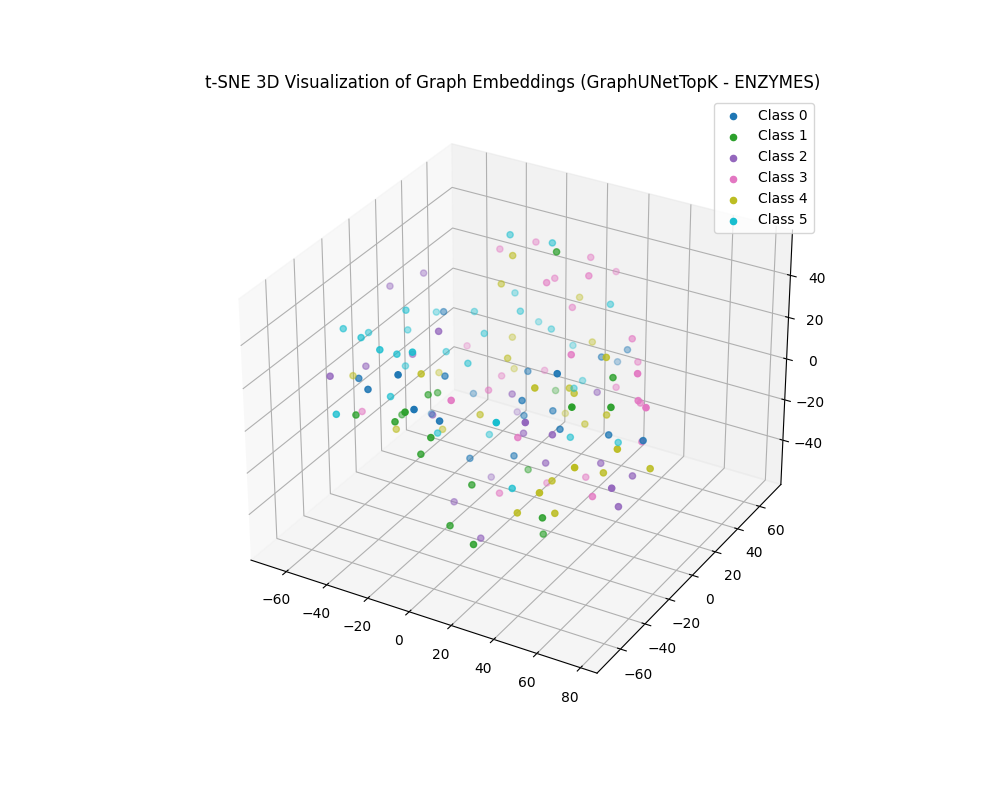 t-SNE 3D Visualization of Graph Embeddings (GraphUNetTopK - ENZYMES)
Class 0
Class 1
Class 2
Class 3
Class 4
Class 5
40
20
0
−20
−40
60
40
20
0
−20
−40
−60
−60
−40
−20
0
20
40
60
80